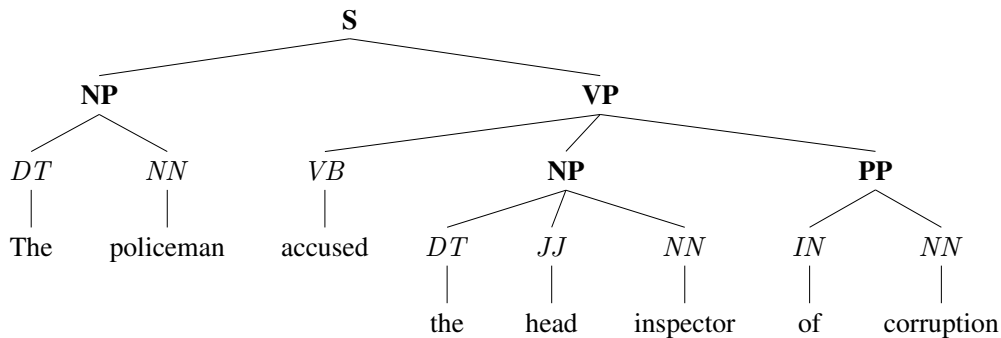 S
NP VP
DT NN VB NP PP
The policeman accused DT JJ NN IN NN
the head inspector of corruption